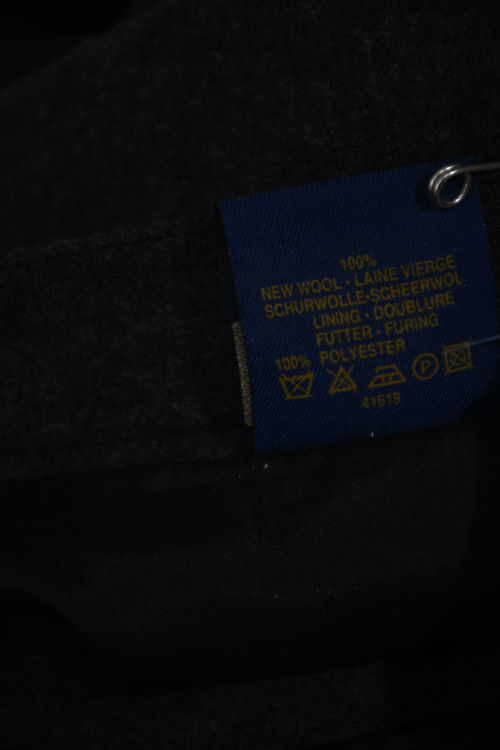 100%
NEW WOOL · LAINE VIERGE
SCHURWOLLE·SCHEERWOL
LINING · DOUBLURE
FUTTER · FURING
100% POLYESTER
P
41619